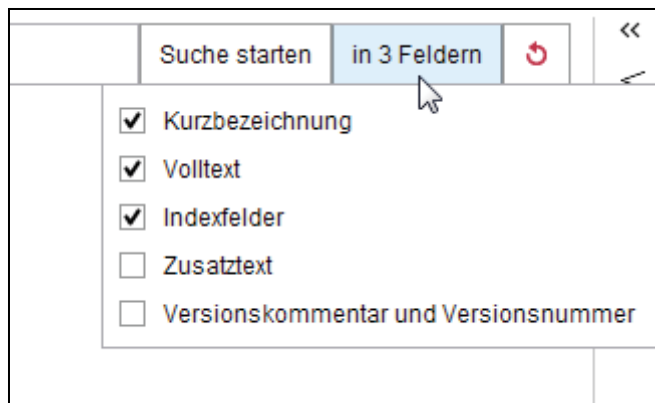 Suche starten in 3 Feldern
Kurzbezeichnung
Volltext
Indexfelder
Zusatztext
Versionskommentar und Versionsnummer